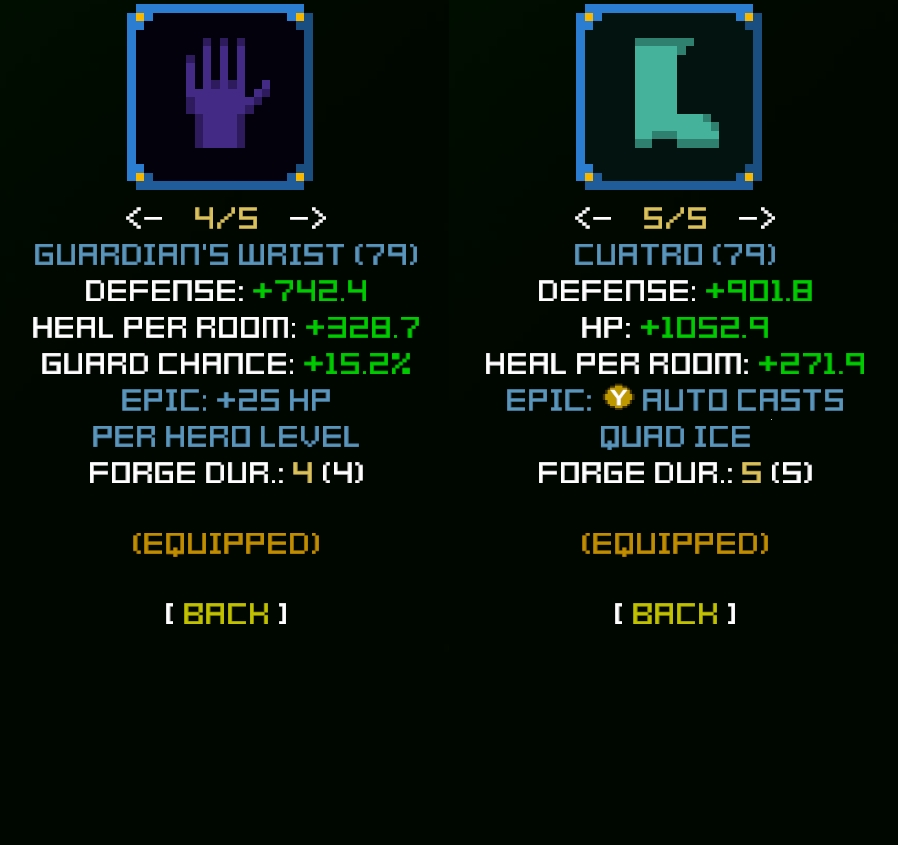 <- 4/5 ->
GUARDIAN'S WRIST (79)
DEFENSE: +742.4
HEAL PER ROOM: +328.7
GUARD CHANCE: +15.2%
EPIC: +25 HP
PER HERO LEVEL
FORGE DUR.: 4 (4)
(EQUIPPED)
[ BACK ]
<- 5/5 ->
CUATRO (79)
DEFENSE: +901.8
HP: +1052.9
HEAL PER ROOM: +271.9
EPIC: Y AUTO CASTS
QUAD ICE
FORGE DUR.: 5 (5)
(EQUIPPED)
[ BACK ]